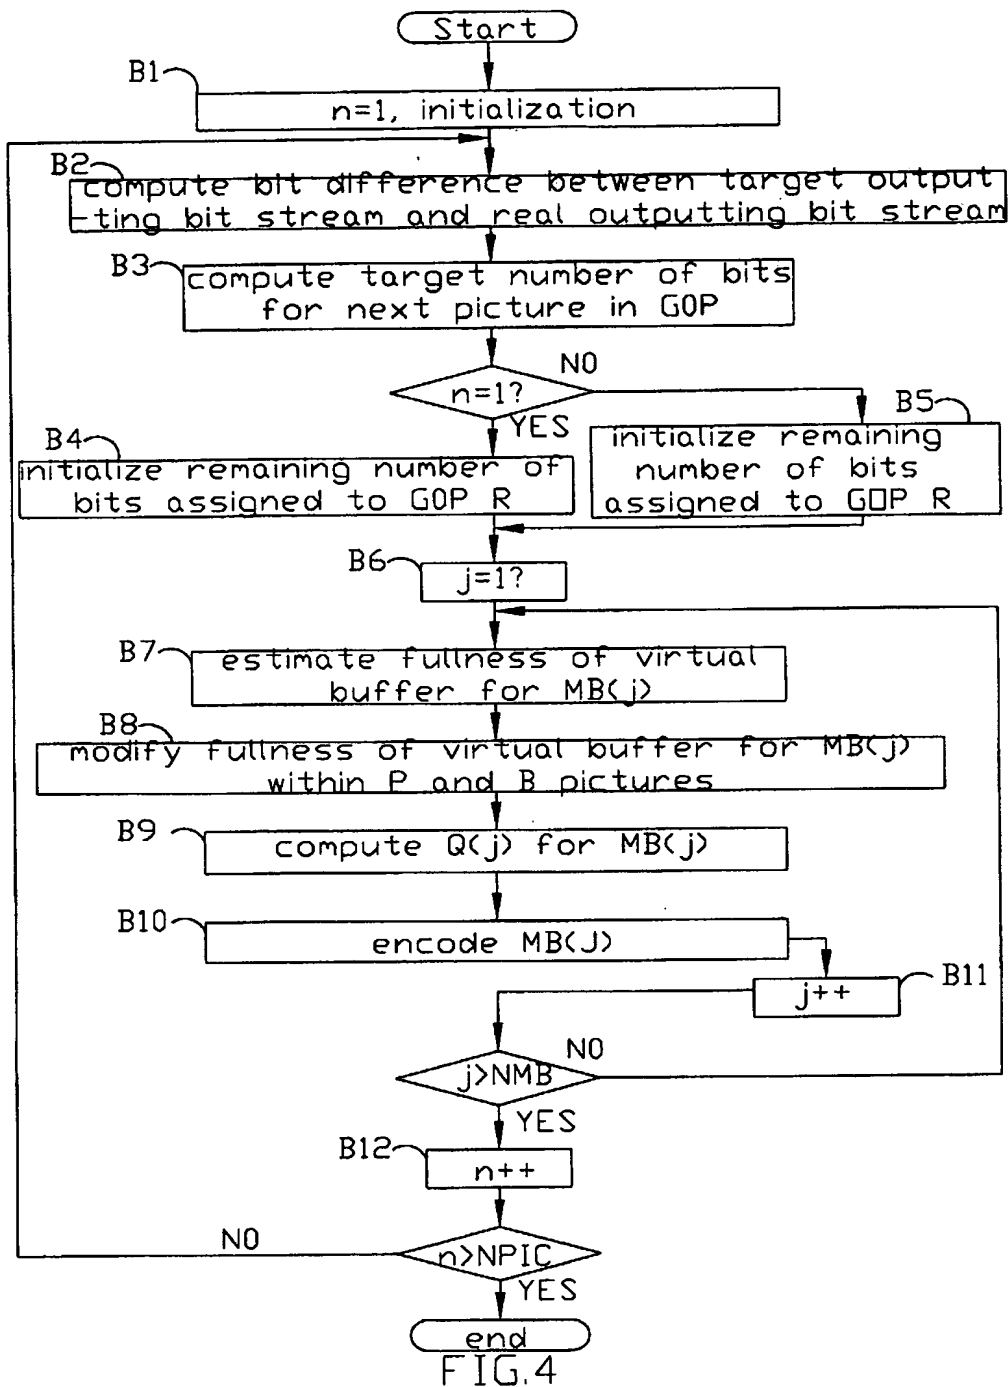 Start
B1
n=1, initialization
B2
compute bit difference between target output
-ting bit stream and real outputting bit stream
B3
compute target number of bits
for next picture in GOP
n=1?
NO
YES
B4
initialize remaining number of
bits assigned to GOP R
B5
initialize remaining
number of bits
assigned to GOP R
B6
j=1?
B7
estimate fullness of virtual
buffer for MB(j)
B8
modify fullness of virtual buffer for MB(j)
within P and B pictures
B9
compute Q(j) for MB(j)
B10
encode MB(J)
B11
j++
j>NMB
NO
YES
B12
n++
n>NPIC
NO
YES
end
FIG.4